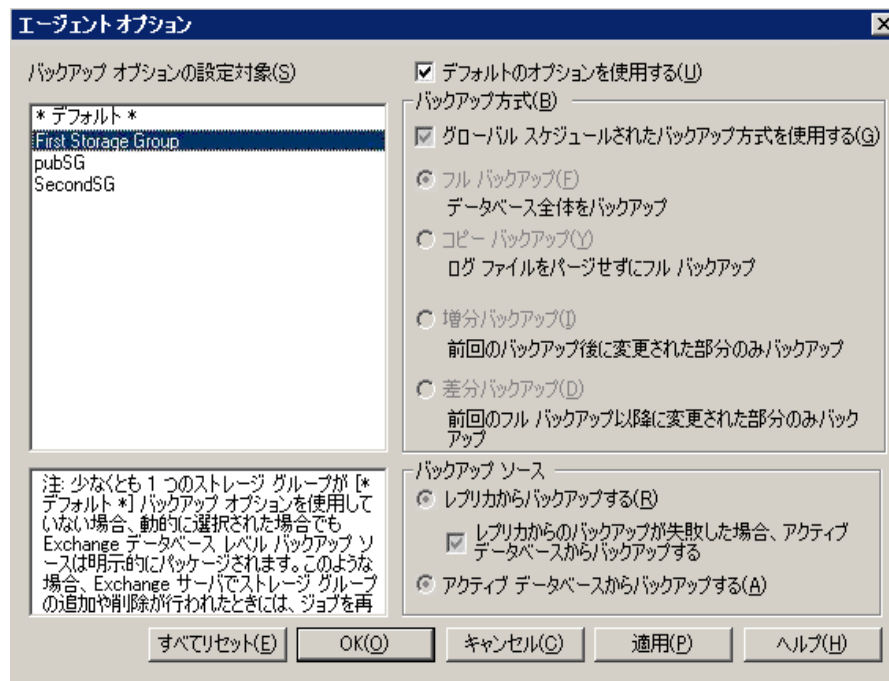 エージェント オプション
バックアップ オプションの設定対象(S)
* デフォルト *
First Storage Group
pubSG
SecondSG
注: 少なくとも 1 つのストレージ グループが [*
デフォルト *] バックアップ オプションを使用して
いない場合、動的に選択された場合でも
Exchange データベース レベル バックアップ ソ
ースは明示的にパッケージされます。このような
場合、Exchange サーバでストレージ グループ
の追加や削除が行われたときには、ジョブを再
デフォルトのオプションを使用する(U)
バックアップ方式(B)
グローバル スケジュールされたバックアップ方式を使用する(G)
フル バックアップ(F)
データベース全体をバックアップ
コピー バックアップ(Y)
ログ ファイルをパージせずにフル バックアップ
増分バックアップ(I)
前回のバックアップ後に変更された部分のみバックアップ
差分バックアップ(D)
前回のフル バックアップ以降に変更された部分のみバック
アップ
バックアップ ソース
レプリカからバックアップする(R)
レプリカからのバックアップが失敗した場合、アクティブ
データベースからバックアップする
アクティブ データベースからバックアップする(A)
すべてリセット(E)
OK(O)
キャンセル(C)
適用(P)
ヘルプ(H)